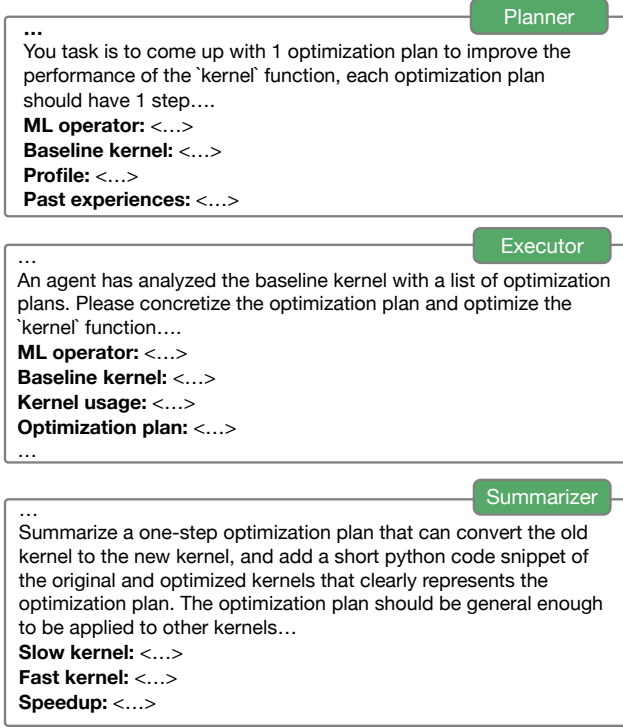 Planner
...
You task is to come up with 1 optimization plan to improve the
performance of the `kernel` function, each optimization plan
should have 1 step....
ML operator: <...>
Baseline kernel: <...>
Profile: <...>
Past experiences: <...>
Executor
...
An agent has analyzed the baseline kernel with a list of optimization
plans. Please concretize the optimization plan and optimize the
`kernel` function....
ML operator: <...>
Baseline kernel: <...>
Kernel usage: <...>
Optimization plan: <...>
...
Summarizer
...
Summarize a one-step optimization plan that can convert the old
kernel to the new kernel, and add a short python code snippet of
the original and optimized kernels that clearly represents the
optimization plan. The optimization plan should be general enough
to be applied to other kernels...
Slow kernel: <...>
Fast kernel: <...>
Speedup: <...>